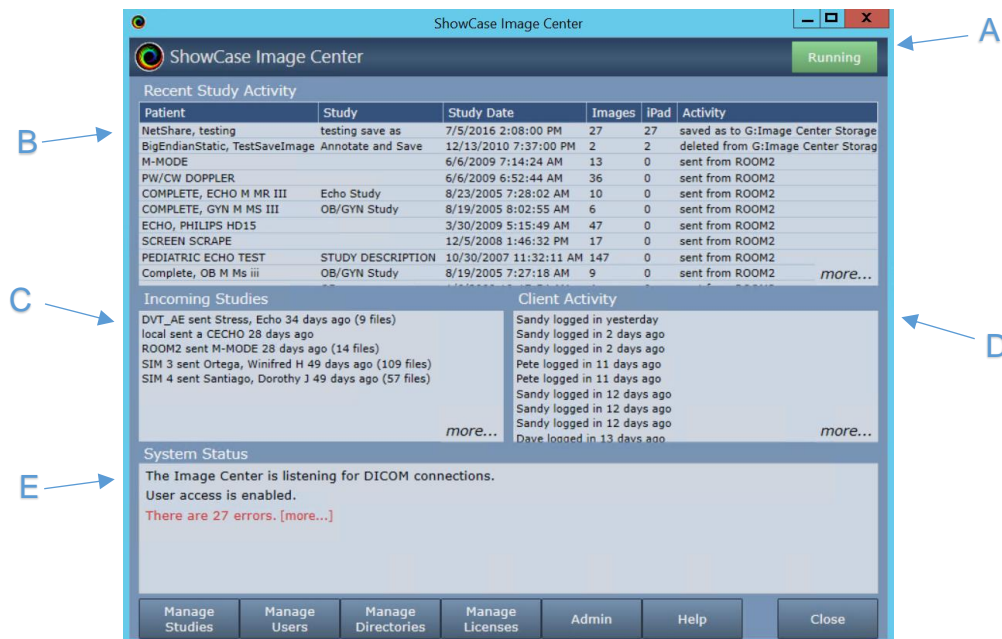 ShowCase Image Center
X
A
ShowCase Image Center
Running
Recent Study Activity
Patient Study Study Date Images iPad Activity
B
NetShare, testing testing save as 7/5/2016 2:08:00 PM 27 27 saved as to G:Image Center Storage
BigEndianStatic, TestSaveImage Annotate and Save 12/13/2010 7:37:00 PM 2 2 deleted from G:Image Center Storag
M-MODE 6/6/2009 7:14:24 AM 13 0 sent from ROOM2
PW/CW DOPPLER 6/6/2009 6:52:44 AM 36 0 sent from ROOM2
COMPLETE, ECHO M MR III Echo Study 8/23/2005 7:28:02 AM 10 0 sent from ROOM2
COMPLETE, GYN M MS III OB/GYN Study 8/19/2005 8:02:55 AM 6 0 sent from ROOM2
ECHO, PHILIPS HD15 3/30/2009 5:15:49 AM 47 0 sent from ROOM2
SCREEN SCRAPE 12/5/2008 1:46:32 PM 17 0 sent from ROOM2
PEDIATRIC ECHO TEST STUDY DESCRIPTION 10/30/2007 11:32:11 AM 147 0 sent from ROOM2
Complete, OB M Ms iii OB/GYN Study 8/19/2005 7:27:18 AM 9 0 sent from ROOM2
more...
C
Incoming Studies
DVT_AE sent Stress, Echo 34 days ago (9 files)
local sent a CECHO 28 days ago
ROOM2 sent M-MODE 28 days ago (14 files)
SIM 3 sent Ortega, Winifred H 49 days ago (109 files)
SIM 4 sent Santiago, Dorothy J 49 days ago (57 files)
more...
Client Activity
D
Sandy logged in yesterday
Sandy logged in 2 days ago
Sandy logged in 2 days ago
Pete logged in 11 days ago
Pete logged in 11 days ago
Sandy logged in 12 days ago
Sandy logged in 12 days ago
Sandy logged in 12 days ago
Dave logged in 13 days ago
more...
System Status
E
The Image Center is listening for DICOM connections.
User access is enabled.
There are 27 errors. [more...]
Manage Studies
Manage Users
Manage Directories
Manage Licenses
Admin
Help
Close